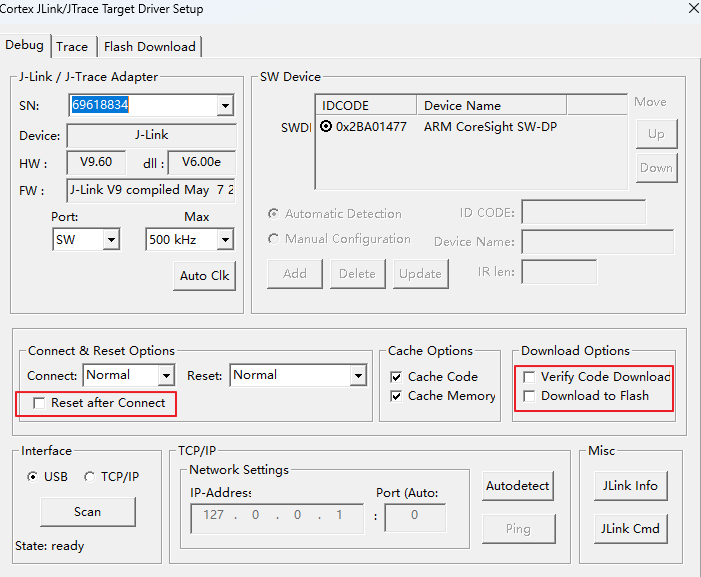 Cortex JLink/JTrace Target Driver Setup
Debug Trace Flash Download
J-Link / J-Trace Adapter
SN: 69618834
Device: J-Link
HW : V9.60 dll : V6.00e
FW : J-Link V9 compiled May 7 2
Port: Max
SW 500 kHz
Auto Clk
SW Device
IDCODE Device Name
SWDI 0x2BA01477 ARM CoreSight SW-DP
Move
Up
Down
Automatic Detection ID CODE:
Manual Configuration Device Name:
Add Delete Update IR len:
Connect & Reset Options
Connect: Normal Reset: Normal
Reset after Connect
Cache Options
Cache Code
Cache Memory
Download Options
Verify Code Download
Download to Flash
Interface
USB TCP/IP
Scan
State: ready
TCP/IP
Network Settings
IP-Address Port (Auto:
127 . 0 . 0 . 1 : 0
Autodetect
Ping
Misc
JLink Info
JLink Cmd